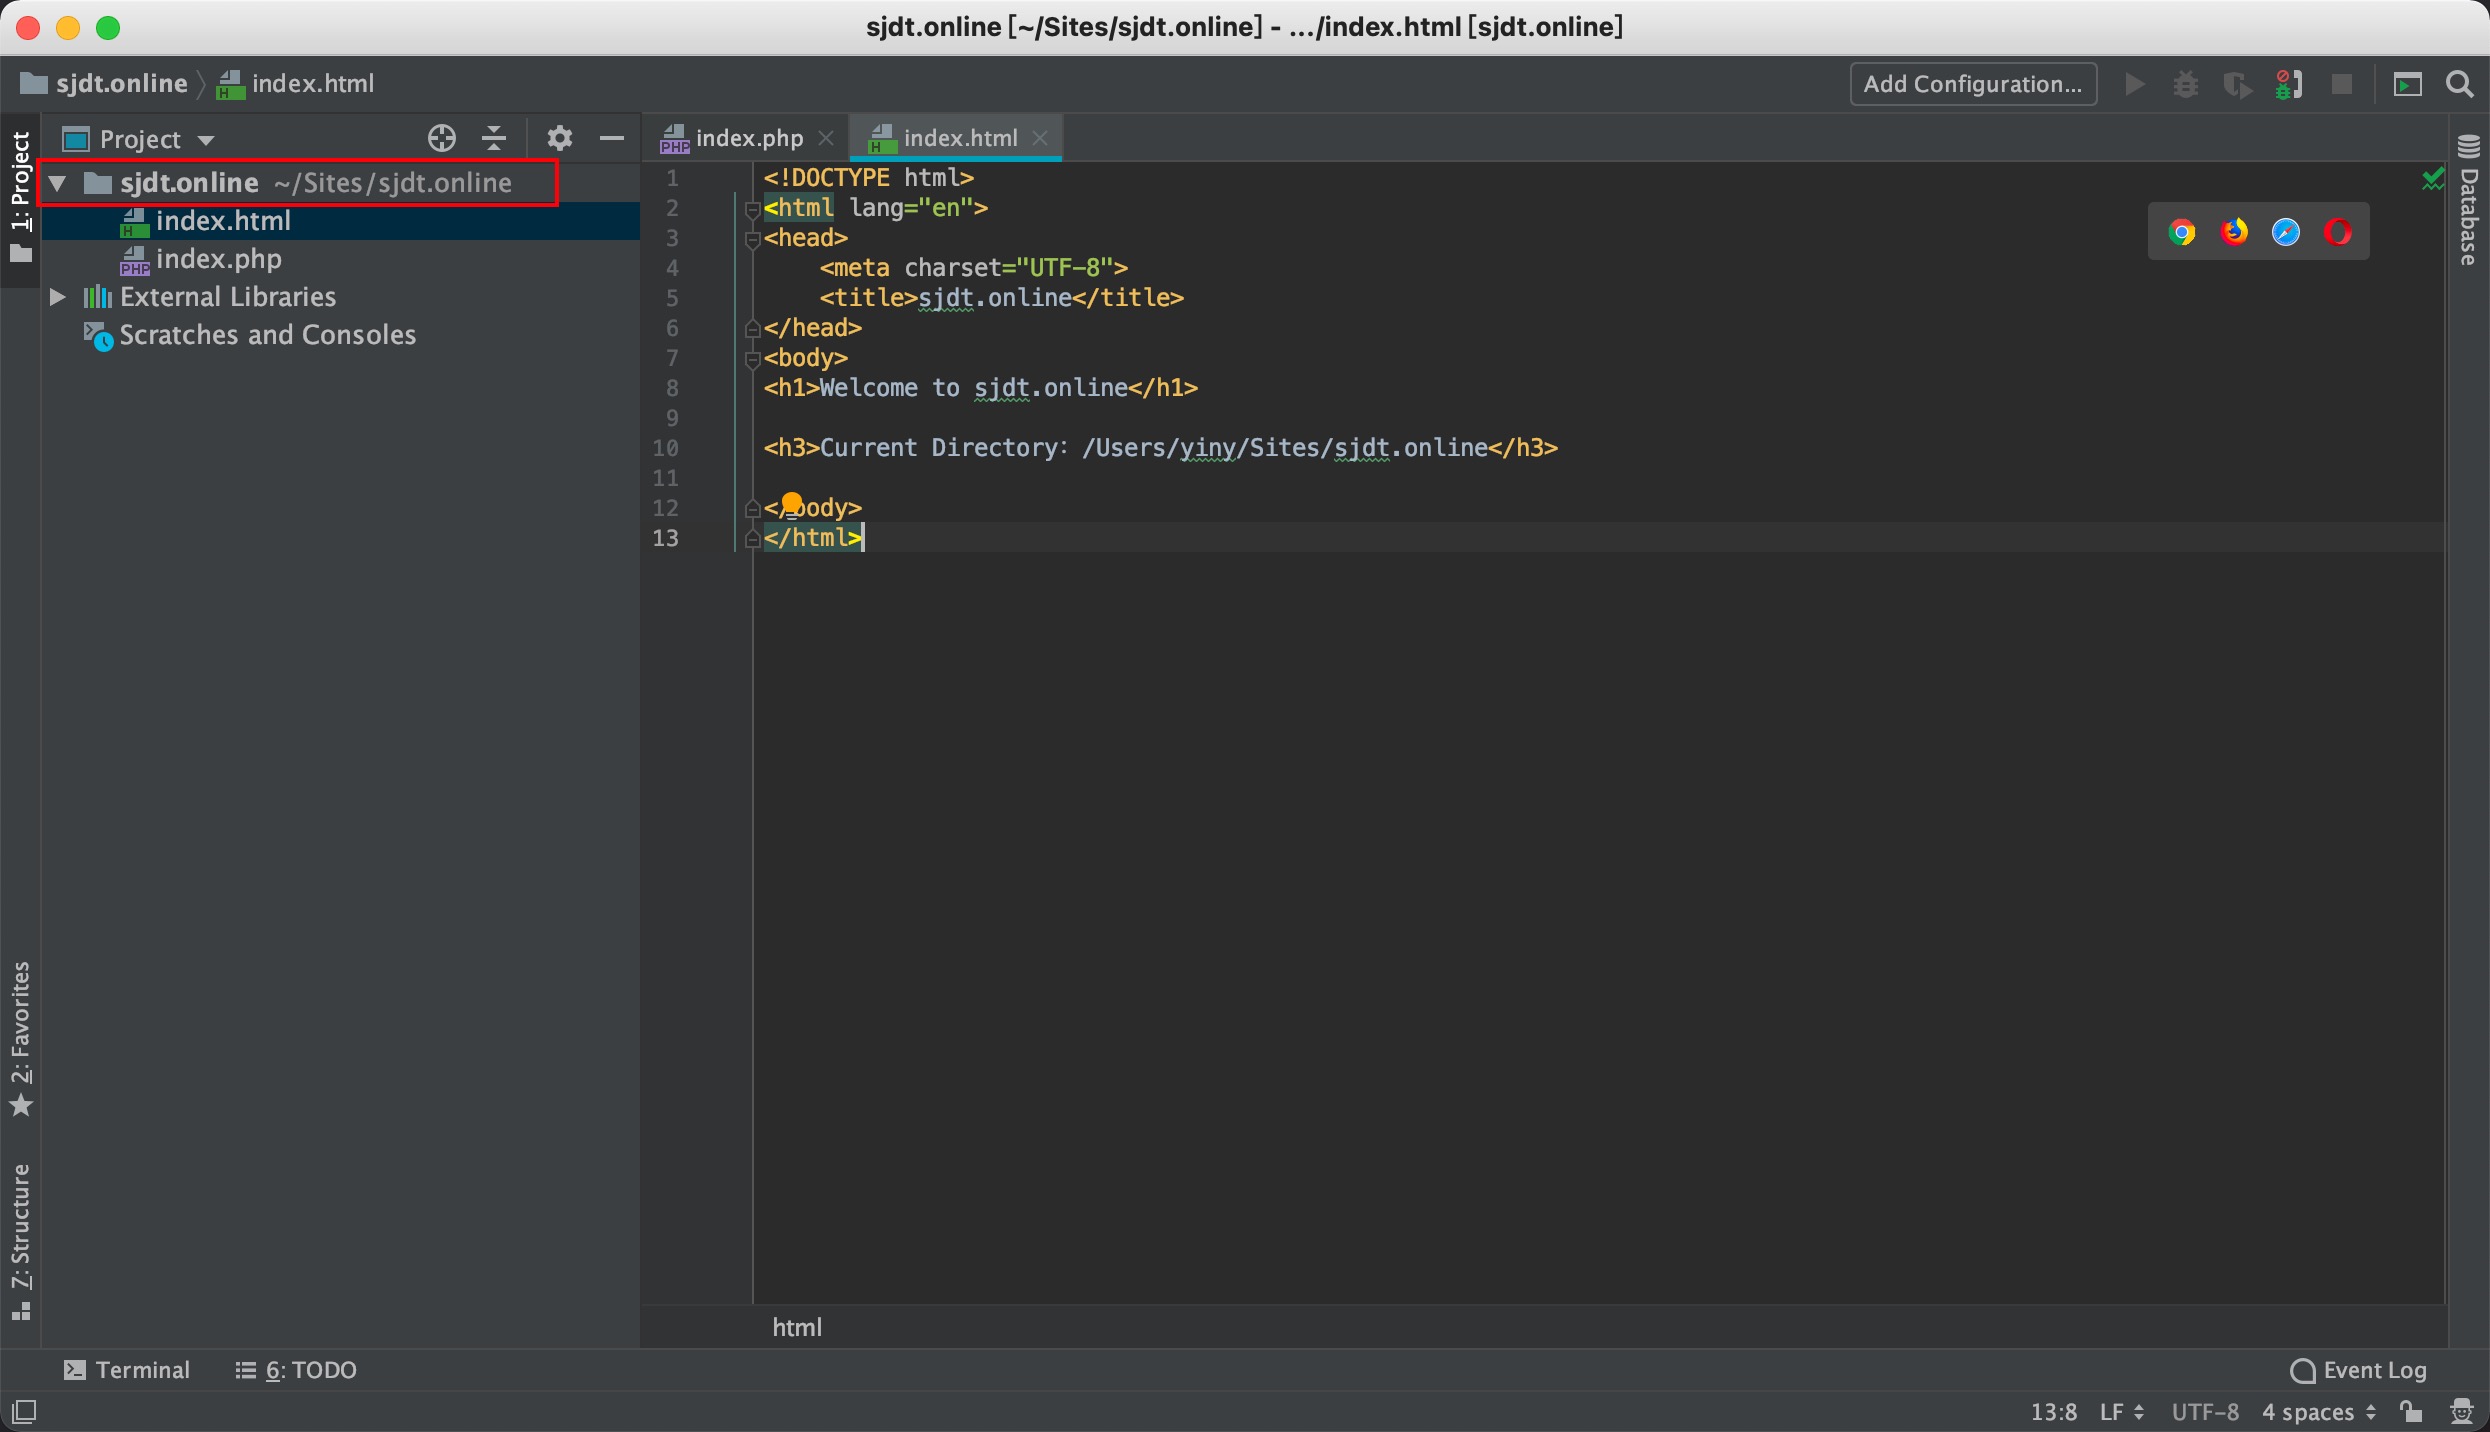 sjdt.online [~/Sites/sjdt.online] - .../index.html [sjdt.online]
sjdt.online index.html
Add Configuration...
1: Project
Project
sjdt.online ~/Sites/sjdt.online
index.html
index.php
External Libraries
Scratches and Consoles
2: Favorites
7: Structure
index.php
index.html
1 <!DOCTYPE html>
2 <html lang="en">
3 <head>
4     <meta charset="UTF-8">
5     <title>sjdt.online</title>
6 </head>
7 <body>
8 <h1>Welcome to sjdt.online</h1>
9
10 <h3>Current Directory: /Users/yiny/Sites/sjdt.online</h3>
11
12 </body>
13 </html>
html
Database
Terminal
6: TODO
Event Log
13:8 LF UTF-8 4 spaces